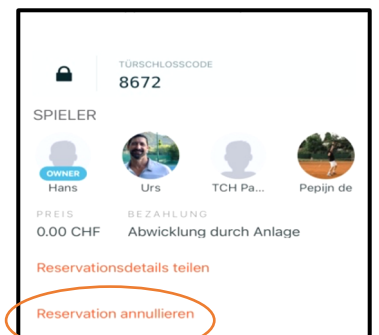 TÜRSCHLOSSCODE
8672
SPIELER
OWNER
Hans Urs TCH Pa... Pepijn de
PREIS BEZAHLUNG
0.00 CHF Abwicklung durch Anlage
Reservationsdetails teilen
Reservation annullieren